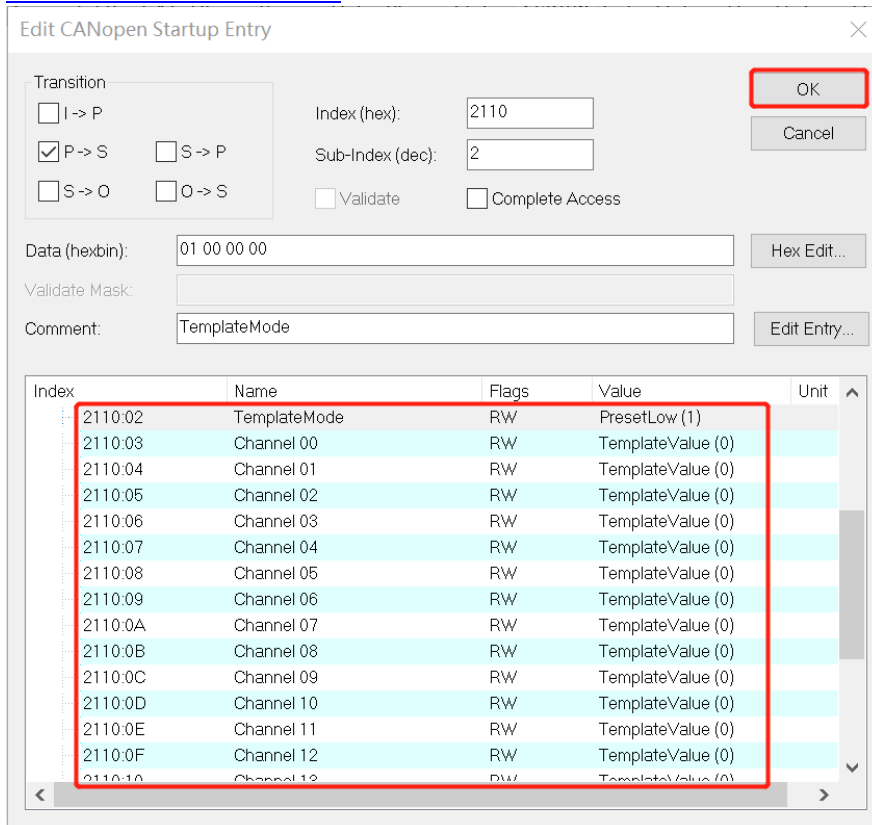 Edit CANopen Startup Entry
Transition
I -> P
P -> S
S -> P
S -> O
O -> S
Index (hex):
2110
Sub-Index (dec):
2
Validate
Complete Access
OK
Cancel
Data (hexbin):
01 00 00 00
Hex Edit...
Validate Mask:
Comment:
TemplateMode
Edit Entry...
Index Name Flags Value Unit
2110:02 TemplateMode RW PresetLow (1)
2110:03 Channel 00 RW TemplateValue (0)
2110:04 Channel 01 RW TemplateValue (0)
2110:05 Channel 02 RW TemplateValue (0)
2110:06 Channel 03 RW TemplateValue (0)
2110:07 Channel 04 RW TemplateValue (0)
2110:08 Channel 05 RW TemplateValue (0)
2110:09 Channel 06 RW TemplateValue (0)
2110:0A Channel 07 RW TemplateValue (0)
2110:0B Channel 08 RW TemplateValue (0)
2110:0C Channel 09 RW TemplateValue (0)
2110:0D Channel 10 RW TemplateValue (0)
2110:0E Channel 11 RW TemplateValue (0)
2110:0F Channel 12 RW TemplateValue (0)
2110:10 Channel 13 RW TemplateValue (0)